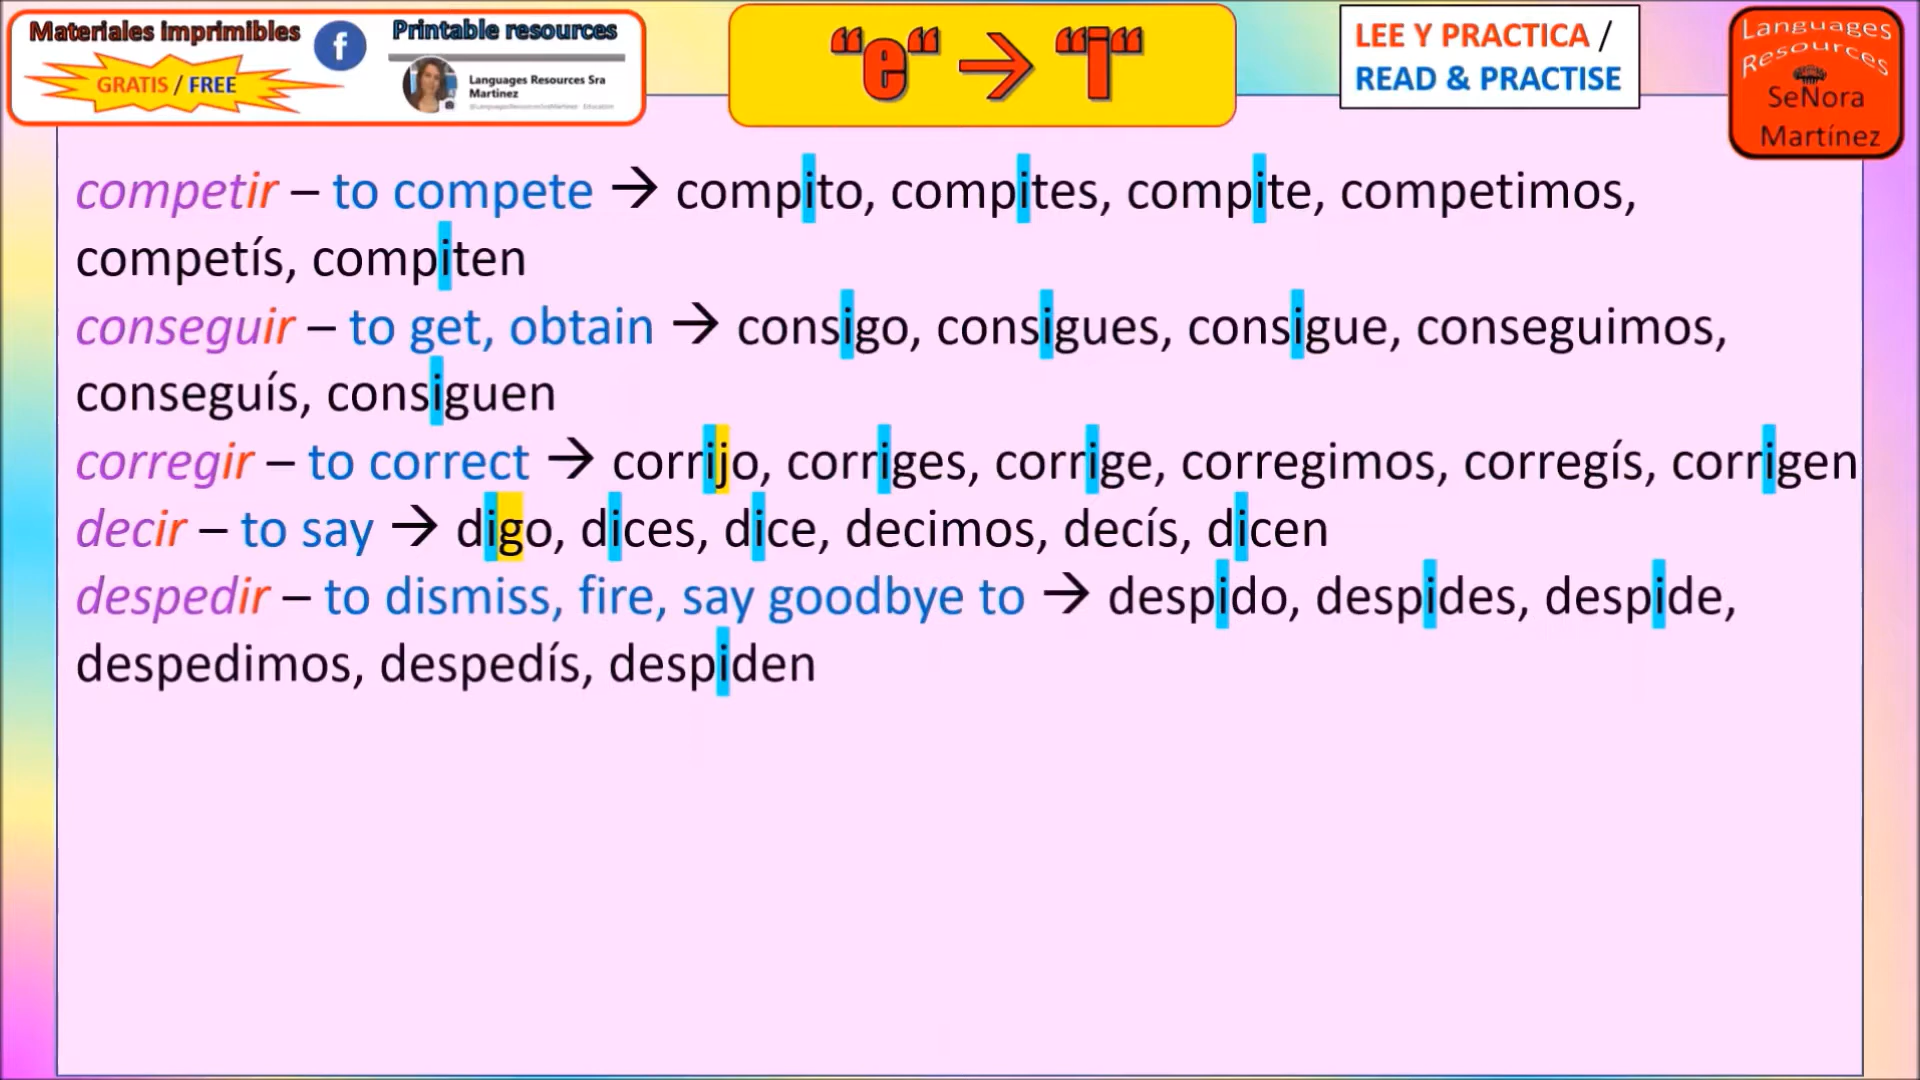 Materiales imprimibles
GRATIS / FREE
f
Printable resources
Languages Resources Sra
Martinez
“e“ → “i“
LEE Y PRACTICA /
READ & PRACTISE
Languages
Resources
SeNora
Martínez
competir – to compete → compito, compites, compite, competimos,
competís, compiten
conseguir – to get, obtain → consigo, consigues, consigue, conseguimos,
conseguís, consiguen
corregir – to correct → corrijo, corriges, corrige, corregimos, corregís, corrigen
decir – to say → digo, dices, dice, decimos, decís, dicen
despedir – to dismiss, fire, say goodbye to → despido, despides, despide,
despedimos, despedís, despiden